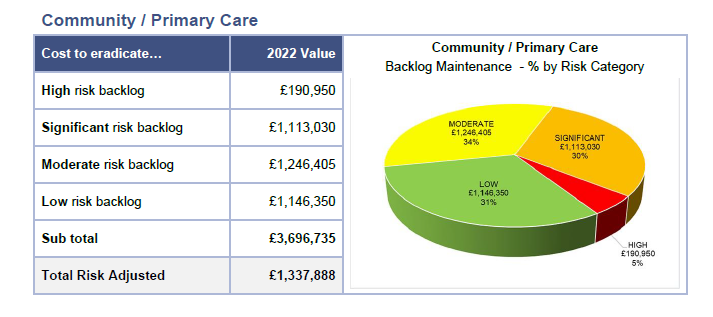 Community / Primary Care
Cost to eradicate… 2022 Value
High risk backlog £190,950
Significant risk backlog £1,113,030
Moderate risk backlog £1,246,405
Low risk backlog £1,146,350
Sub total £3,696,735
Total Risk Adjusted £1,337,888
Community / Primary Care
Backlog Maintenance - % by Risk Category
MODERATE
£1,246,405
34%
SIGNIFICANT
£1,113,030
30%
LOW
£1,146,350
31%
HIGH
£190,950
5%